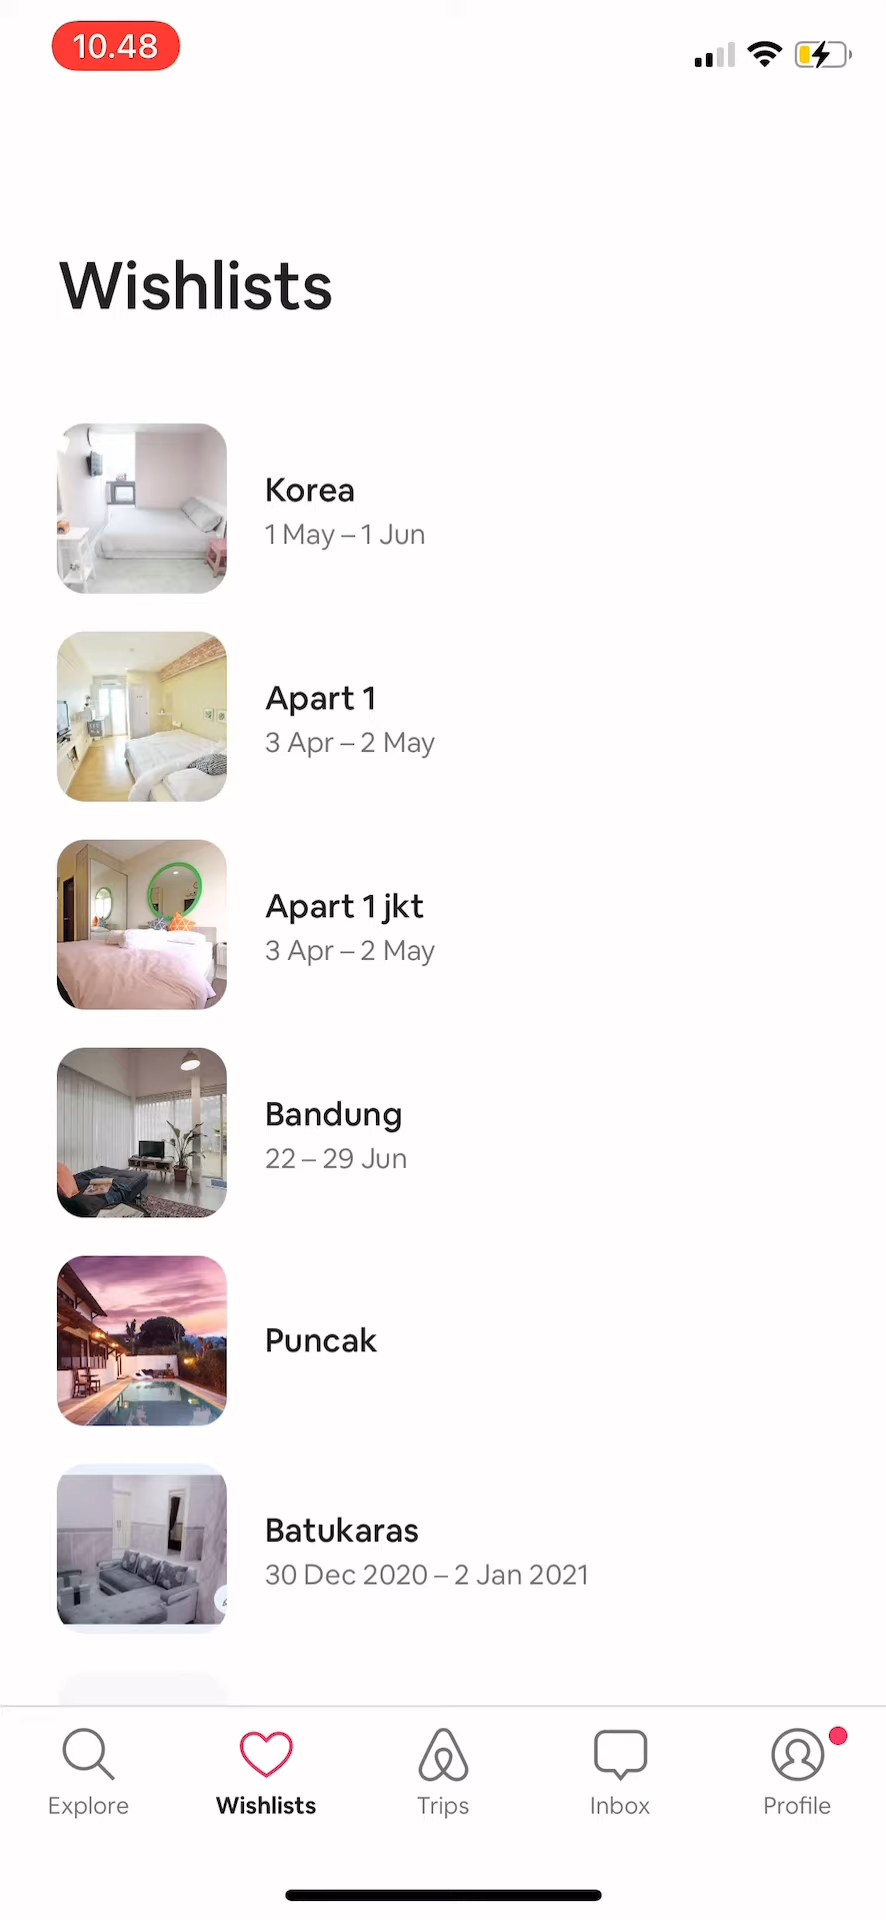 10.48
Wishlists
Korea
1 May – 1 Jun
Apart 1
3 Apr – 2 May
Apart 1 jkt
3 Apr – 2 May
Bandung
22 – 29 Jun
Puncak
Batukaras
30 Dec 2020 – 2 Jan 2021
Explore
Wishlists
Trips
Inbox
Profile